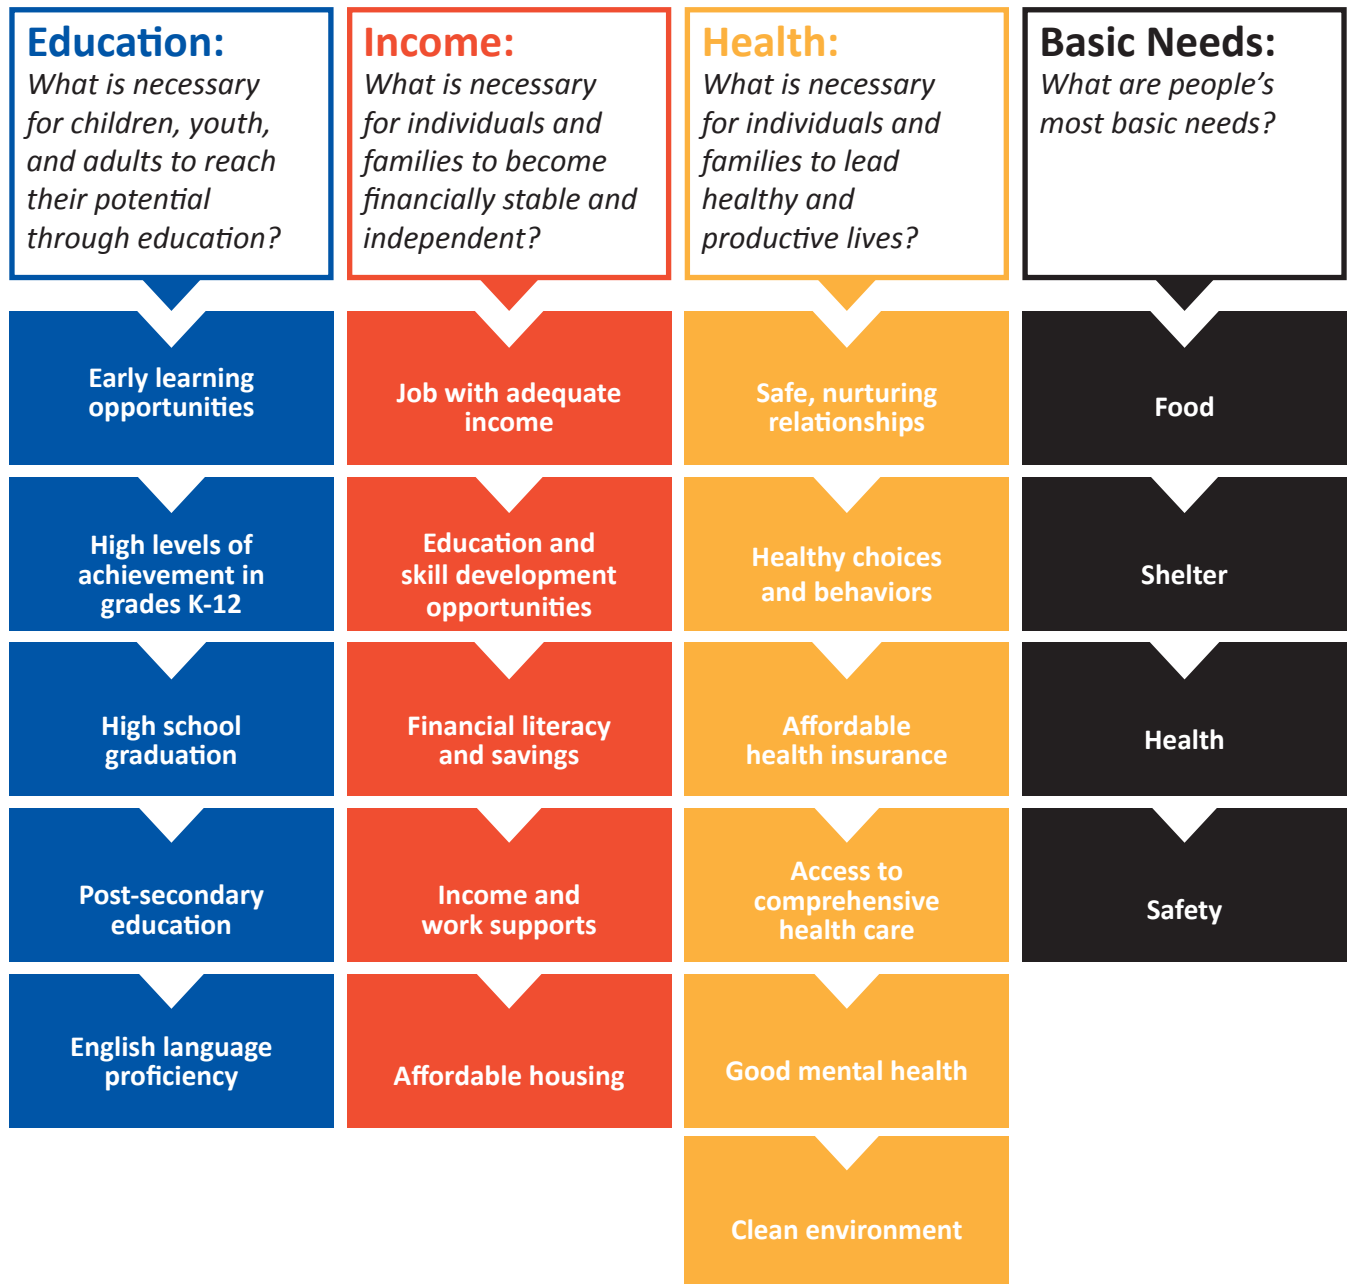 Education:
What is necessary
for children, youth,
and adults to reach
their potential
through education?
Early learning
opportunities
High levels of
achievement in
grades K-12
High school
graduation
Post-secondary
education
English language
proficiency
Income:
What is necessary
for individuals and
families to become
financially stable and
independent?
Job with adequate
income
Education and
skill development
opportunities
Financial literacy
and savings
Income and
work supports
Affordable housing
Health:
What is necessary
for individuals and
families to lead
healthy and
productive lives?
Safe, nurturing
relationships
Healthy choices
and behaviors
Affordable
health insurance
Access to
comprehensive
health care
Good mental health
Clean environment
Basic Needs:
What are people's
most basic needs?
Food
Shelter
Health
Safety